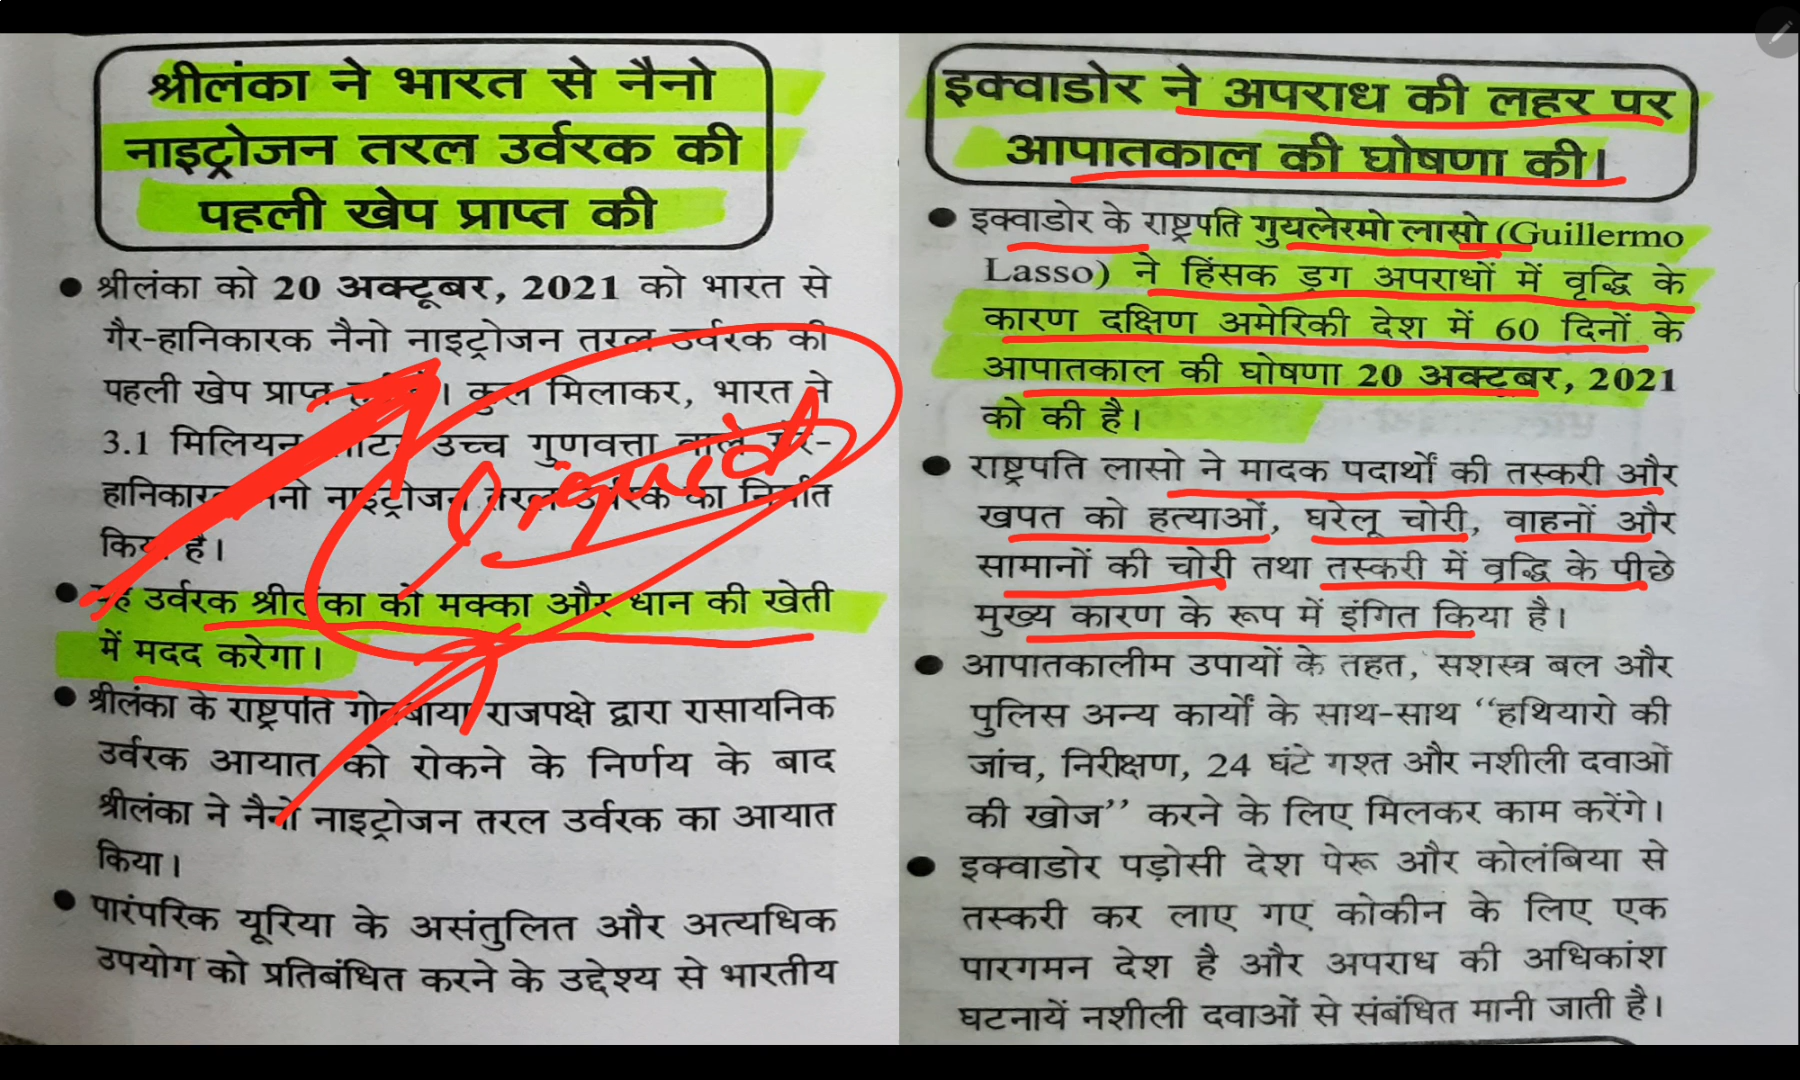 श्रीलंका ने भारत से नैनो
नाइट्रोजन तरल उर्वरक की
पहली खेप प्राप्त की
● श्रीलंका को 20 अक्टूबर, 2021 को भारत से
गैर-हानिकारक नैनो नाइट्रोजन तरल उर्वरक की
पहली खेप प्राप्त । कुल मिलाकर, भारत ने
3.1 मिलियन उच्च गुणवत्ता वाले गैर-
हानिकारक नैनो नाइट्रोजन तरल उर्वरक का निर्यात
किया है।
liquid
● यह उर्वरक श्रीलंका को मक्का और धान की खेती
में मदद करेगा।
● श्रीलंका के राष्ट्रपति गोतबाया राजपक्षे द्वारा रासायनिक
उर्वरक आयात को रोकने के निर्णय के बाद
श्रीलंका ने नैनो नाइट्रोजन तरल उर्वरक का आयात
किया।
● पारंपरिक यूरिया के असंतुलित और अत्यधिक
उपयोग को प्रतिबंधित करने के उद्देश्य से भारतीय
इक्वाडोर ने अपराध की लहर पर
आपातकाल की घोषणा की।
● इक्वाडोर के राष्ट्रपति गुयलेरमो लासो (Guillermo
Lasso) ने हिंसक ड्रग अपराधों में वृद्धि के
कारण दक्षिण अमेरिकी देश में 60 दिनों के
आपातकाल की घोषणा 20 अक्टूबर, 2021
को की है।
● राष्ट्रपति लासो ने मादक पदार्थों की तस्करी और
खपत को हत्याओं, घरेलू चोरी, वाहनों और
सामानों की चोरी तथा तस्करी में वृद्धि के पीछे
मुख्य कारण के रूप में इंगित किया है।
● आपातकालीम उपायों के तहत, सशस्त्र बल और
पुलिस अन्य कार्यों के साथ-साथ “हथियारो की
जांच, निरीक्षण, 24 घंटे गश्त और नशीली दवाओं
की खोज” करने के लिए मिलकर काम करेंगे।
● इक्वाडोर पड़ोसी देश पेरू और कोलंबिया से
तस्करी कर लाए गए कोकीन के लिए एक
पारगमन देश है और अपराध की अधिकांश
घटनायें नशीली दवाओं से संबंधित मानी जाती है।